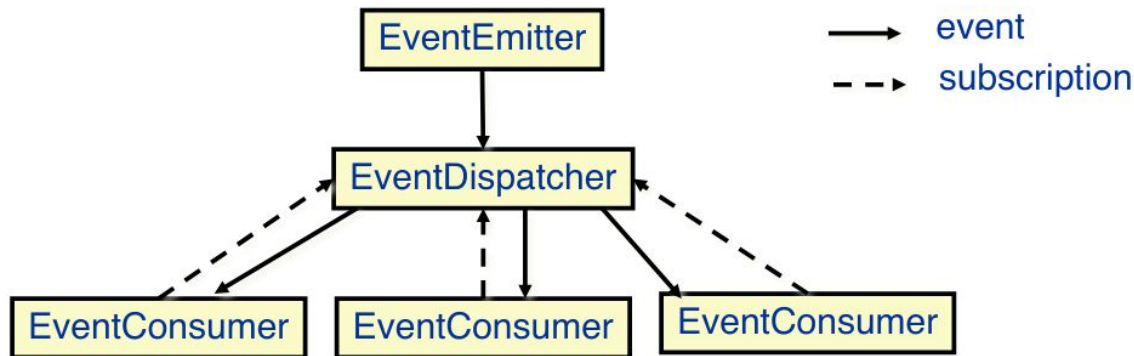 EventEmitter
event
subscription
EventDispatcher
EventConsumer
EventConsumer
EventConsumer